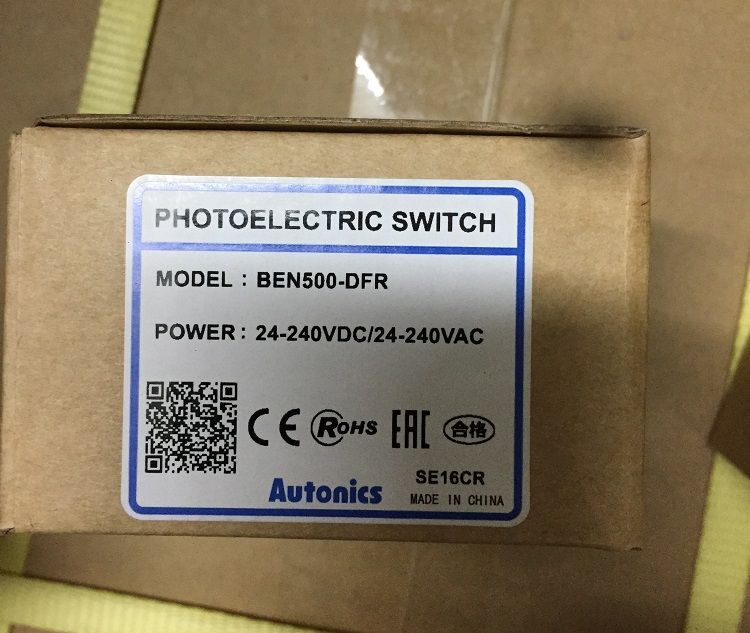 PHOTOELECTRIC SWITCH
MODEL : BEN500-DFR
POWER : 24-240VDC/24-240VAC
CE RoHS EAC 合格
SE16CR
Autonics
MADE IN CHINA